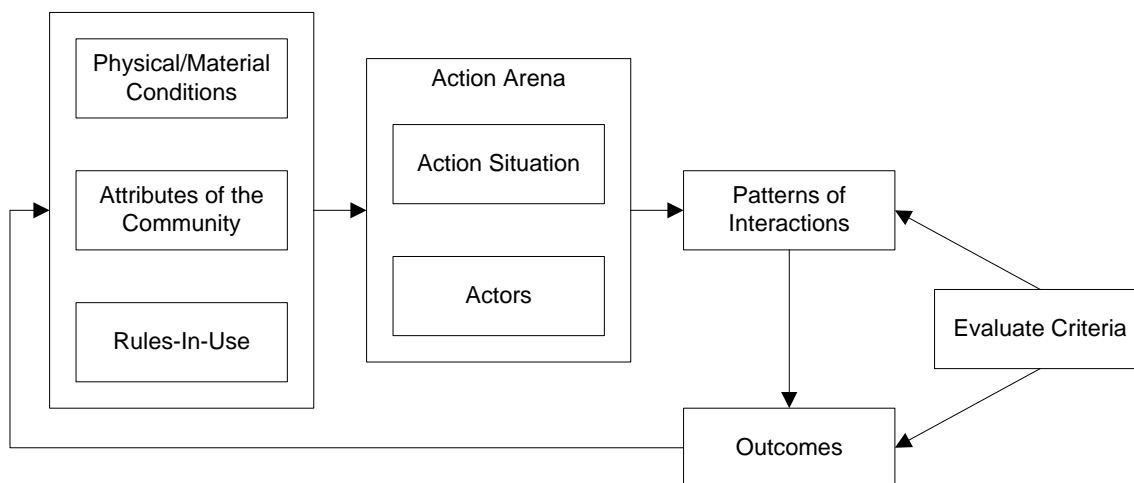 Physical/Material
Conditions
Attributes of the
Community
Rules-In-Use
Action Arena
Action Situation
Actors
Patterns of
Interactions
Outcomes
Evaluate Criteria